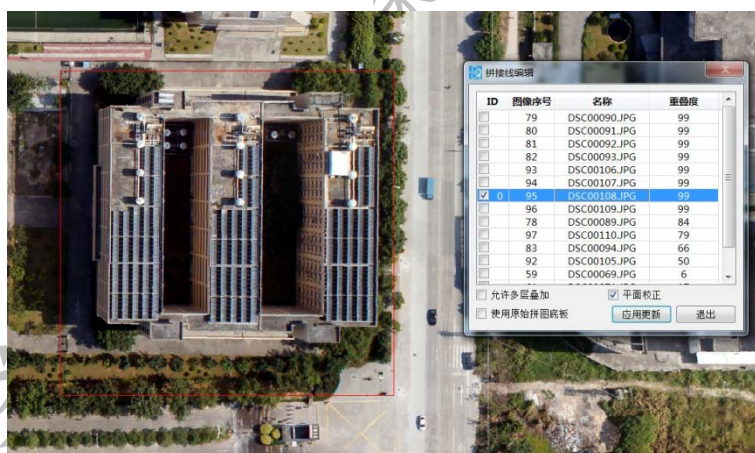 拼接线编辑
ID 图像序号 名称 重叠度
79 DSC00090.JPG 99
80 DSC00091.JPG 99
81 DSC00092.JPG 99
82 DSC00093.JPG 99
93 DSC00106.JPG 99
94 DSC00107.JPG 99
0 95 DSC00108.JPG 99
96 DSC00109.JPG 99
78 DSC00089.JPG 84
97 DSC00110.JPG 79
83 DSC00094.JPG 66
92 DSC00105.JPG 50
59 DSC00069.JPG 6
允许多层叠加 平面校正
使用原始拼图底板 应用更新 退出